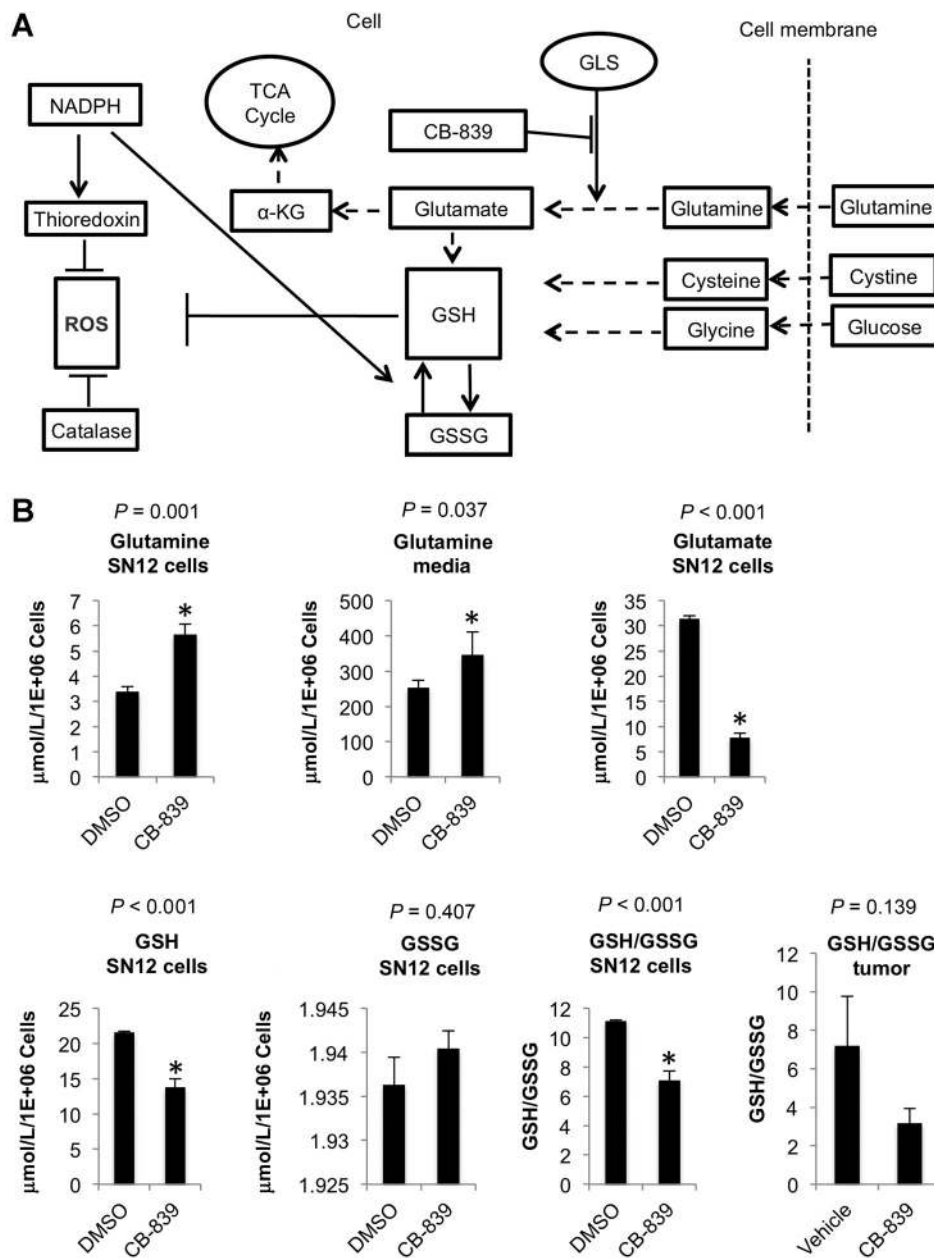 A
Cell
Cell membrane
GLS
TCA
Cycle
NADPH
CB-839
Thioredoxin
α-KG
Glutamate
Glutamine
Glutamine
ROS
GSH
Cysteine
Cystine
Glycine
Glucose
Catalase
GSSG
B
P = 0.001
Glutamine
SN12 cells
μmol/L/1E+06 Cells
7
6
5
4
3
2
1
0
*
DMSO
CB-839
P = 0.037
Glutamine
media
μmol/L/1E+06 Cells
500
400
300
200
100
0
*
DMSO
CB-839
P < 0.001
Glutamate
SN12 cells
μmol/L/1E+06 Cells
35
30
25
20
15
10
5
0
*
DMSO
CB-839
P < 0.001
GSH
SN12 cells
μmol/L/1E+06 Cells
25
20
15
10
5
0
*
DMSO
CB-839
P = 0.407
GSSG
SN12 cells
μmol/L/1E+06 Cells
1.945
1.94
1.935
1.93
1.925
DMSO
CB-839
P < 0.001
GSH/GSSG
SN12 cells
GSH/GSSG
12
10
8
6
4
2
0
*
DMSO
CB-839
P = 0.139
GSH/GSSG
tumor
GSH/GSSG
12
10
8
6
4
2
0
Vehicle
CB-839